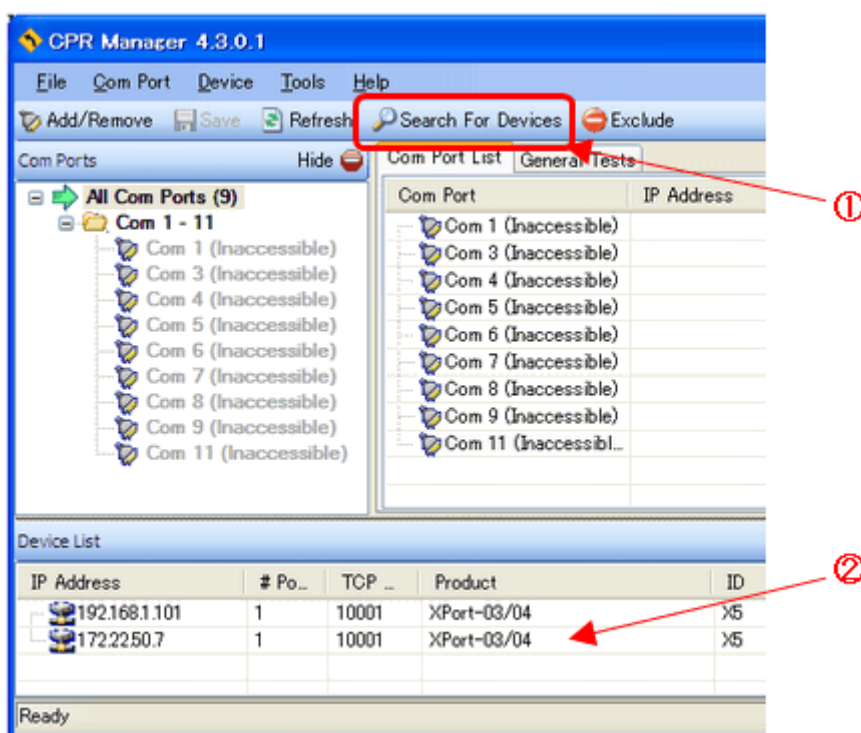 CPR Manager 4.3.0.1
File Com Port Device Tools Help
Add/Remove Save Refresh Search For Devices Exclude
①
Com Ports Hide
Com Port List General Tests
All Com Ports (9)
Com 1 - 11
Com 1 (Inaccessible)
Com 3 (Inaccessible)
Com 4 (Inaccessible)
Com 5 (Inaccessible)
Com 6 (Inaccessible)
Com 7 (Inaccessible)
Com 8 (Inaccessible)
Com 9 (Inaccessible)
Com 11 (Inaccessible)
Com Port IP Address
Com 1 (Inaccessible)
Com 3 (Inaccessible)
Com 4 (Inaccessible)
Com 5 (Inaccessible)
Com 6 (Inaccessible)
Com 7 (Inaccessible)
Com 8 (Inaccessible)
Com 9 (Inaccessible)
Com 11 (Inaccessibl...
Device List
②
IP Address # Po... TCP ... Product ID
192.168.1.101 1 10001 XPort-03/04 X5
172.22.50.7 1 10001 XPort-03/04 X5
Ready